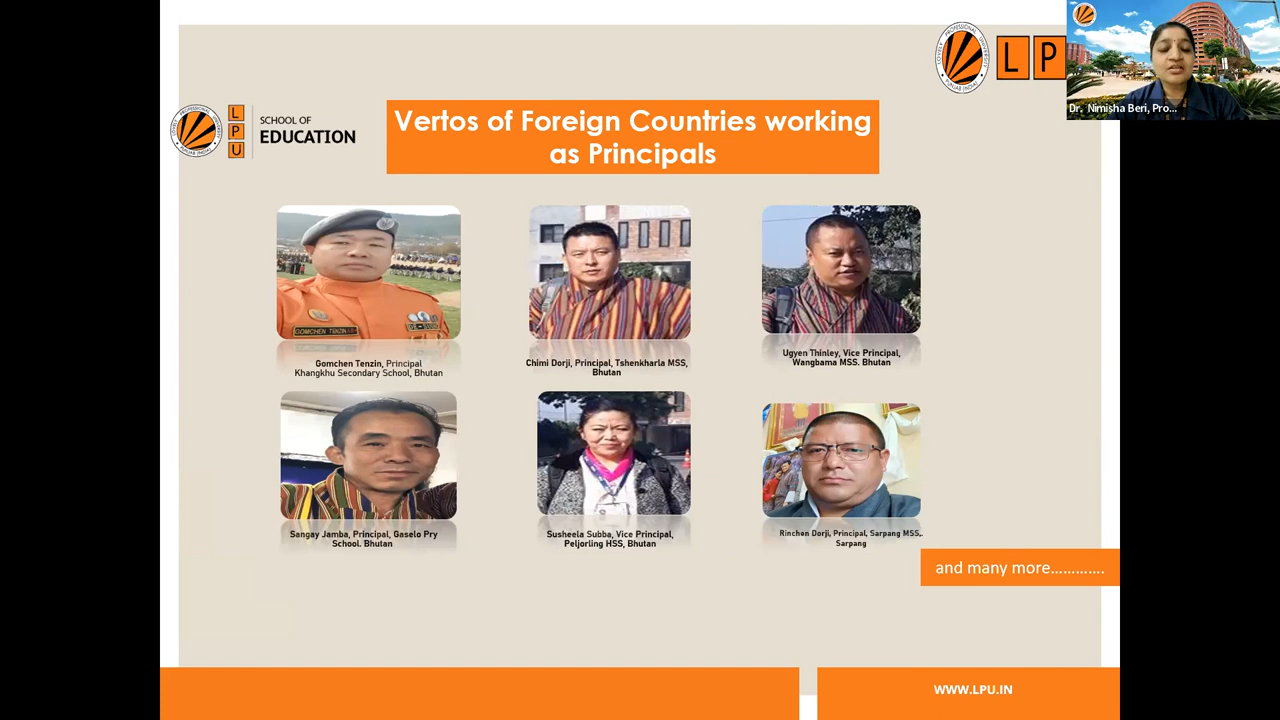 L P
Dr. Nimisha Beri, Pro...
LPU
SCHOOL OF
EDUCATION
Vertos of Foreign Countries working
as Principals
GOMCHEN TENZIN
Gomchen Tenzin, Principal
Khangkhu Secondary School, Bhutan
Chimi Dorji, Principal, Tshenkharla MSS,
Bhutan
Ugyen Thinley, Vice Principal,
Wangbama MSS. Bhutan
Sangay Jamba, Principal, Gaselo Pry
School. Bhutan
Susheela Subba, Vice Principal,
Peljorling HSS, Bhutan
Rinchen Dorji, Principal, Sarpang MSS,.
Sarpang
and many more.............
WWW.LPU.IN